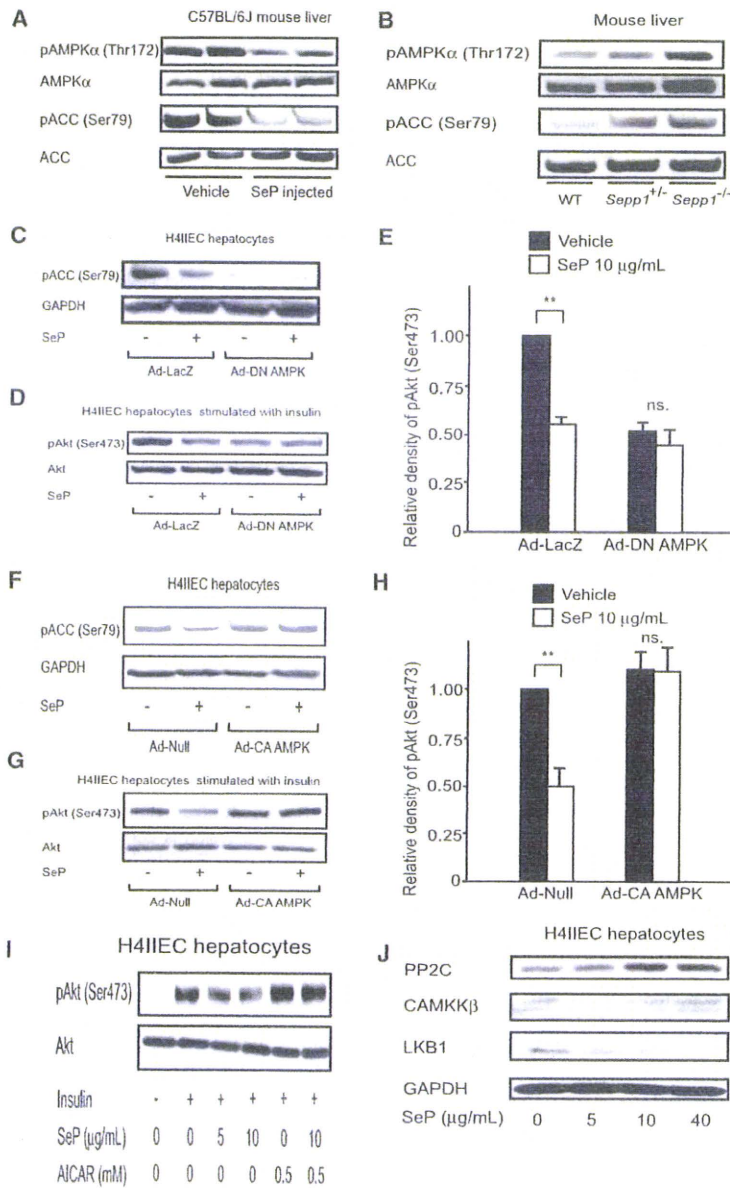 A
C57BL/6J mouse liver
pAMPKα (Thr172)
AMPKα
pACC (Ser79)
ACC
Vehicle SeP injected
B
Mouse liver
pAMPKα (Thr172)
AMPKα
pACC (Ser79)
ACC
WT Sepp1+/- Sepp1-/-
C
H4IIEC hepatocytes
pACC (Ser79)
GAPDH
SeP - + - +
Ad-LacZ Ad-DN AMPK
D
H4IIEC hepatocytes stimulated with insulin
pAkt (Ser473)
Akt
SeP - + - +
Ad-LacZ Ad-DN AMPK
E
Vehicle
SeP 10 μg/mL
Relative density of pAkt (Ser473)
1.00
0.75
0.50
0.25
0
**
ns.
Ad-LacZ Ad-DN AMPK
F
H4IIEC hepatocytes
pACC (Ser79)
GAPDH
SeP - + - +
Ad-Null Ad-CA AMPK
G
H4IIEC hepatocytes stimulated with insulin
pAkt (Ser473)
Akt
SeP - + - +
Ad-Null Ad-CA AMPK
H
Vehicle
SeP 10 μg/mL
Relative density of pAkt (Ser473)
1.00
0.75
0.50
0.25
0
**
ns.
Ad-Null Ad-CA AMPK
I
H4IIEC hepatocytes
pAkt (Ser473)
Akt
Insulin - + + + + +
SeP (μg/mL) 0 0 5 10 0 10
AICAR (mM) 0 0 0 0 0.5 0.5
J
H4IIEC hepatocytes
PP2C
CAMKKβ
LKB1
GAPDH
SeP (μg/mL) 0 5 10 40